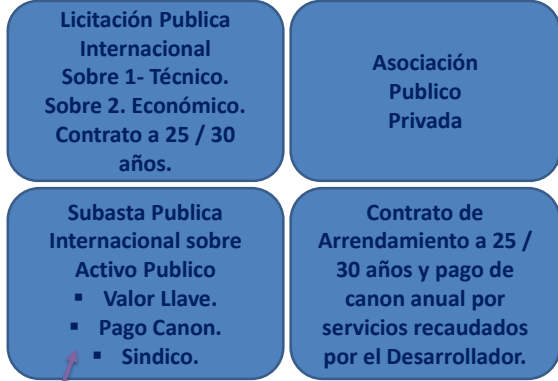 Licitación Publica
Internacional
Sobre 1- Técnico.
Sobre 2. Económico.
Contrato a 25 / 30
años.
Asociación
Publico
Privada
Subasta Publica
Internacional sobre
Activo Publico
▪ Valor Llave.
▪ Pago Canon.
▪ Sindico.
Contrato de
Arrendamiento a 25 /
30 años y pago de
canon anual por
servicios recaudados
por el Desarrollador.